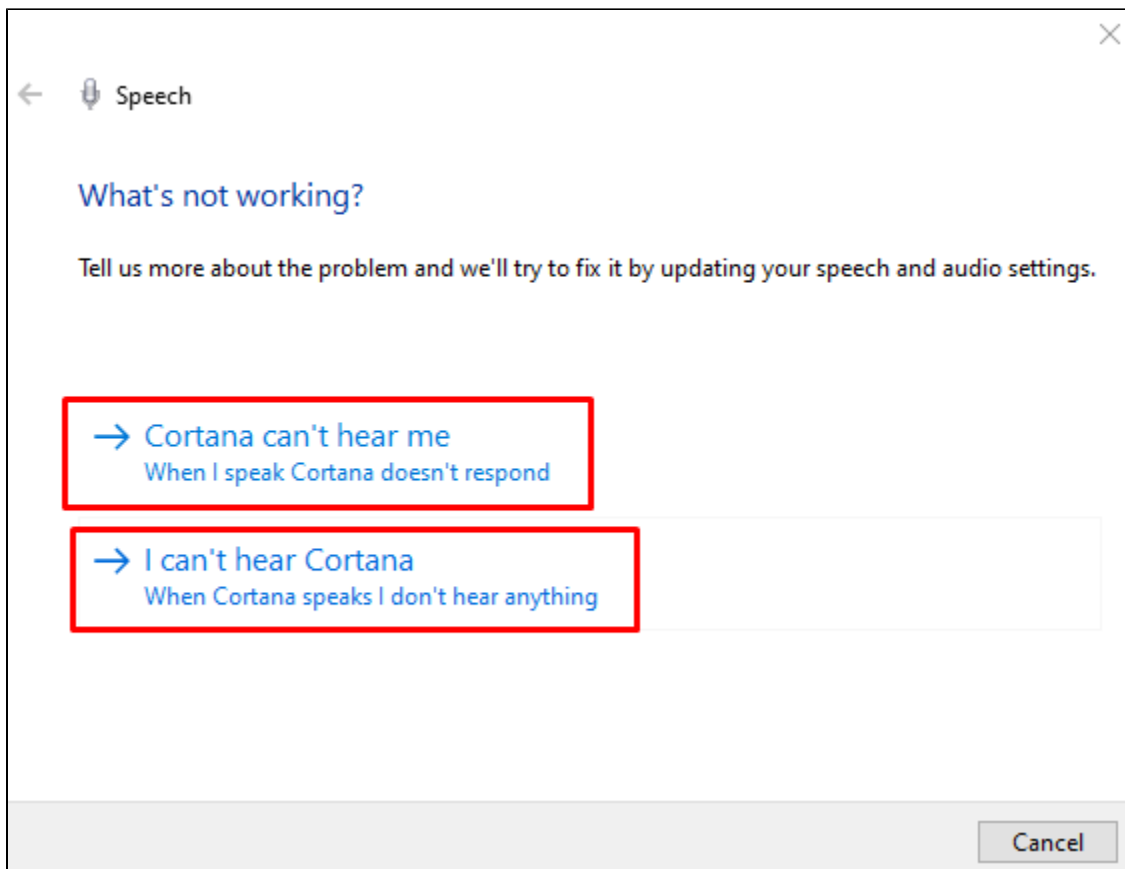 Speech
What's not working?
Tell us more about the problem and we'll try to fix it by updating your speech and audio settings.
Cortana can't hear me
When I speak Cortana doesn't respond
I can't hear Cortana
When Cortana speaks I don't hear anything
Cancel